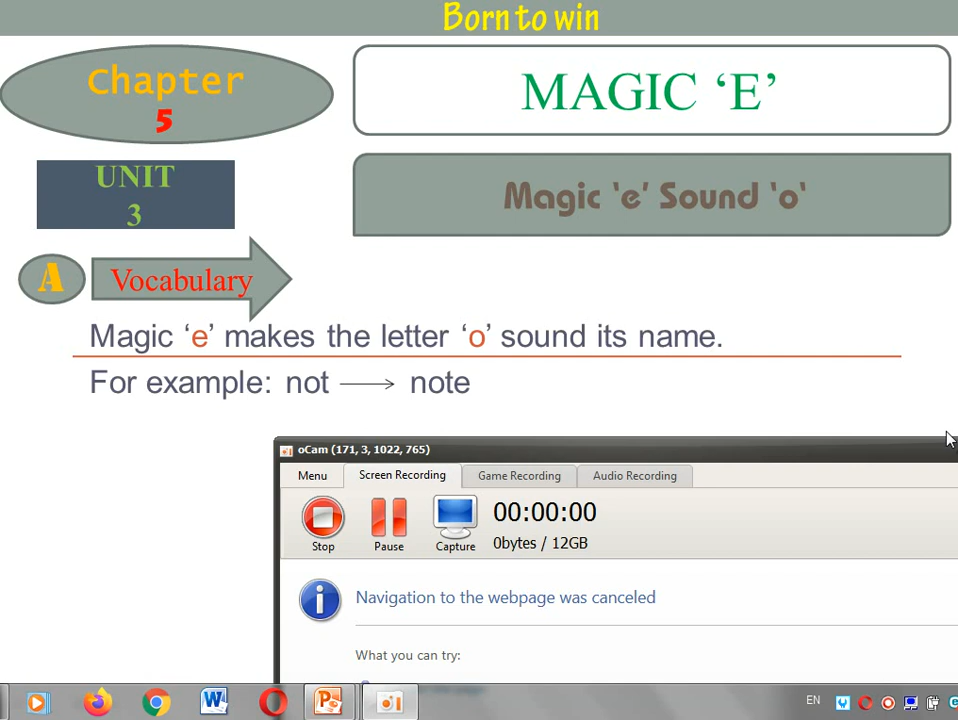 Born to win
Chapter
5
MAGIC ‘E’
UNIT
3
Magic ‘e’ Sound ‘o‘
A
Vocabulary
Magic ‘e’ makes the letter ‘o’ sound its name.
For example: not → note
oCam (171, 3, 1022, 765)
Menu Screen Recording Game Recording Audio Recording
00:00:00
0bytes / 12GB
Stop Pause Capture
Navigation to the webpage was canceled
What you can try:
EN